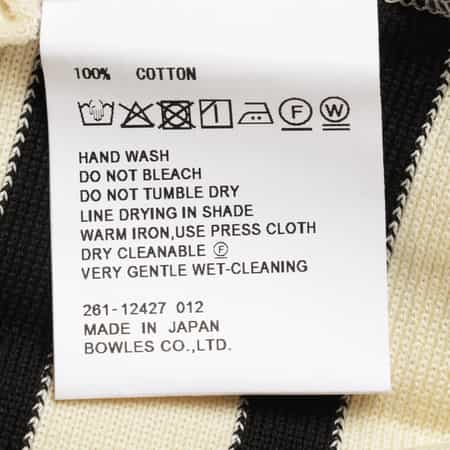 100% COTTON
F W
HAND WASH
DO NOT BLEACH
DO NOT TUMBLE DRY
LINE DRYING IN SHADE
WARM IRON,USE PRESS CLOTH
DRY CLEANABLE Ⓕ
VERY GENTLE WET-CLEANING
261-12427 012
MADE IN JAPAN
BOWLES CO.,LTD.